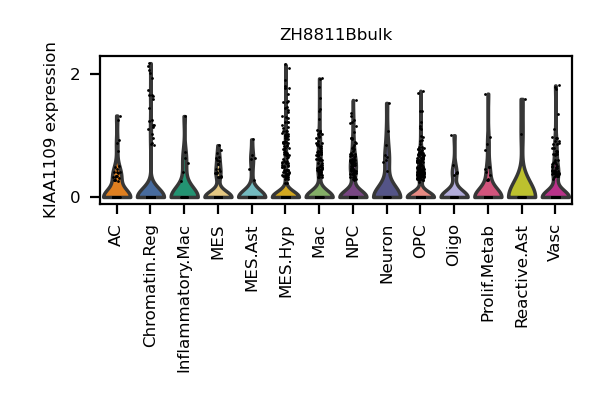 ZH8811Bbulk
KIAA1109 expression
2
0
AC
Chromatin.Reg
Inflammatory.Mac
MES
MES.Ast
MES.Hyp
Mac
NPC
Neuron
OPC
Oligo
Prolif.Metab
Reactive.Ast
Vasc